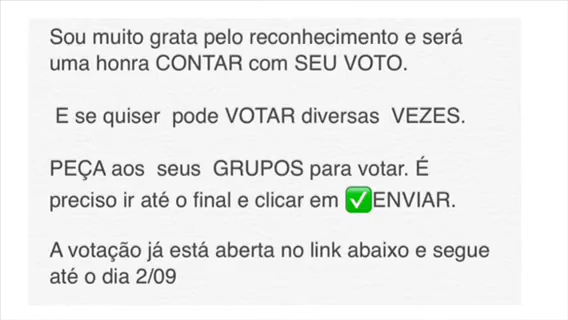 Sou muito grata pelo reconhecimento e será
uma honra CONTAR com SEU VOTO.
E se quiser pode VOTAR diversas VEZES.
PEÇA aos seus GRUPOS para votar. É
preciso ir até o final e clicar em ✅ENVIAR.
A votação já está aberta no link abaixo e segue
até o dia 2/09